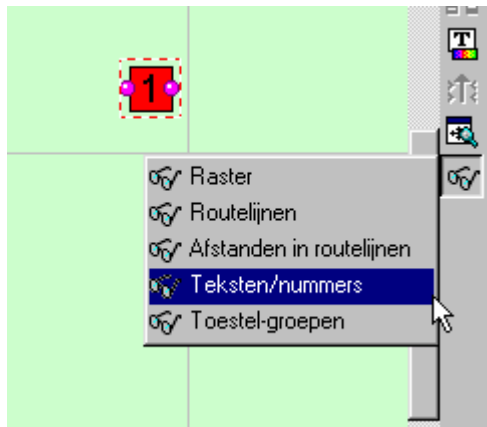 T
1
Raster
Routelijnen
Afstanden in routelijnen
Teksten/nummers
Toestel-groepen